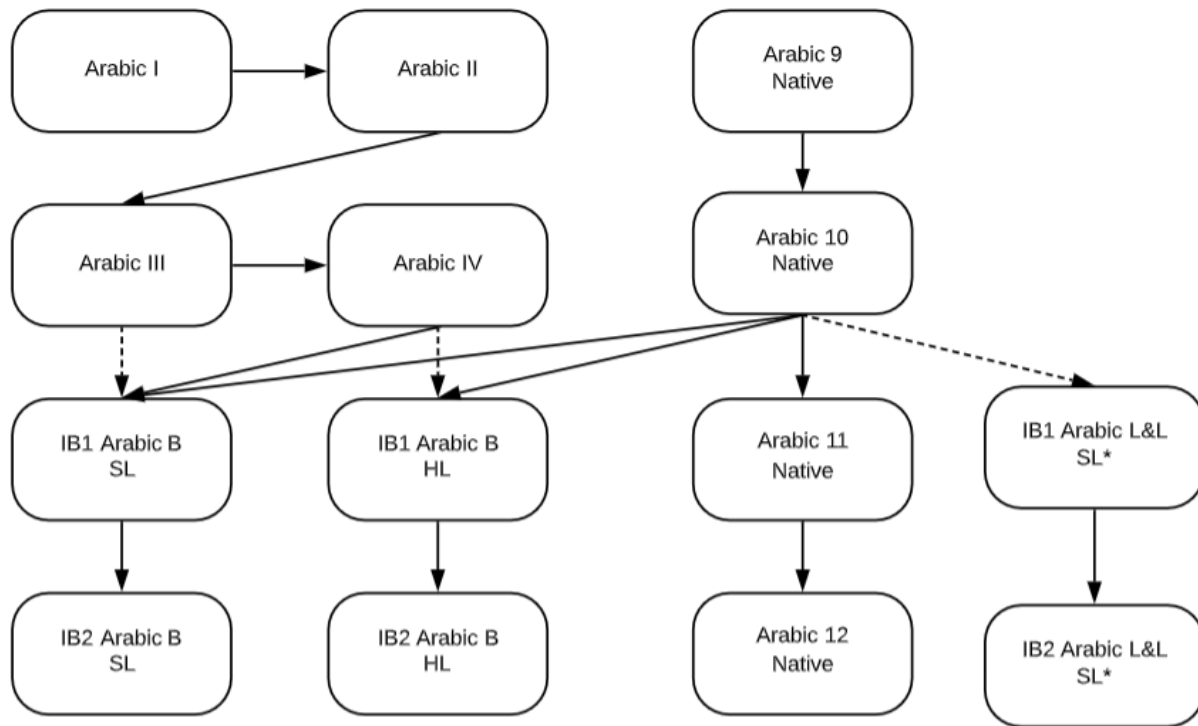 Arabic I
Arabic II
Arabic 9
Native
Arabic III
Arabic IV
Arabic 10
Native
IB1 Arabic B
SL
IB1 Arabic B
HL
Arabic 11
Native
IB1 Arabic L&L
SL*
IB2 Arabic B
SL
IB2 Arabic B
HL
Arabic 12
Native
IB2 Arabic L&L
SL*